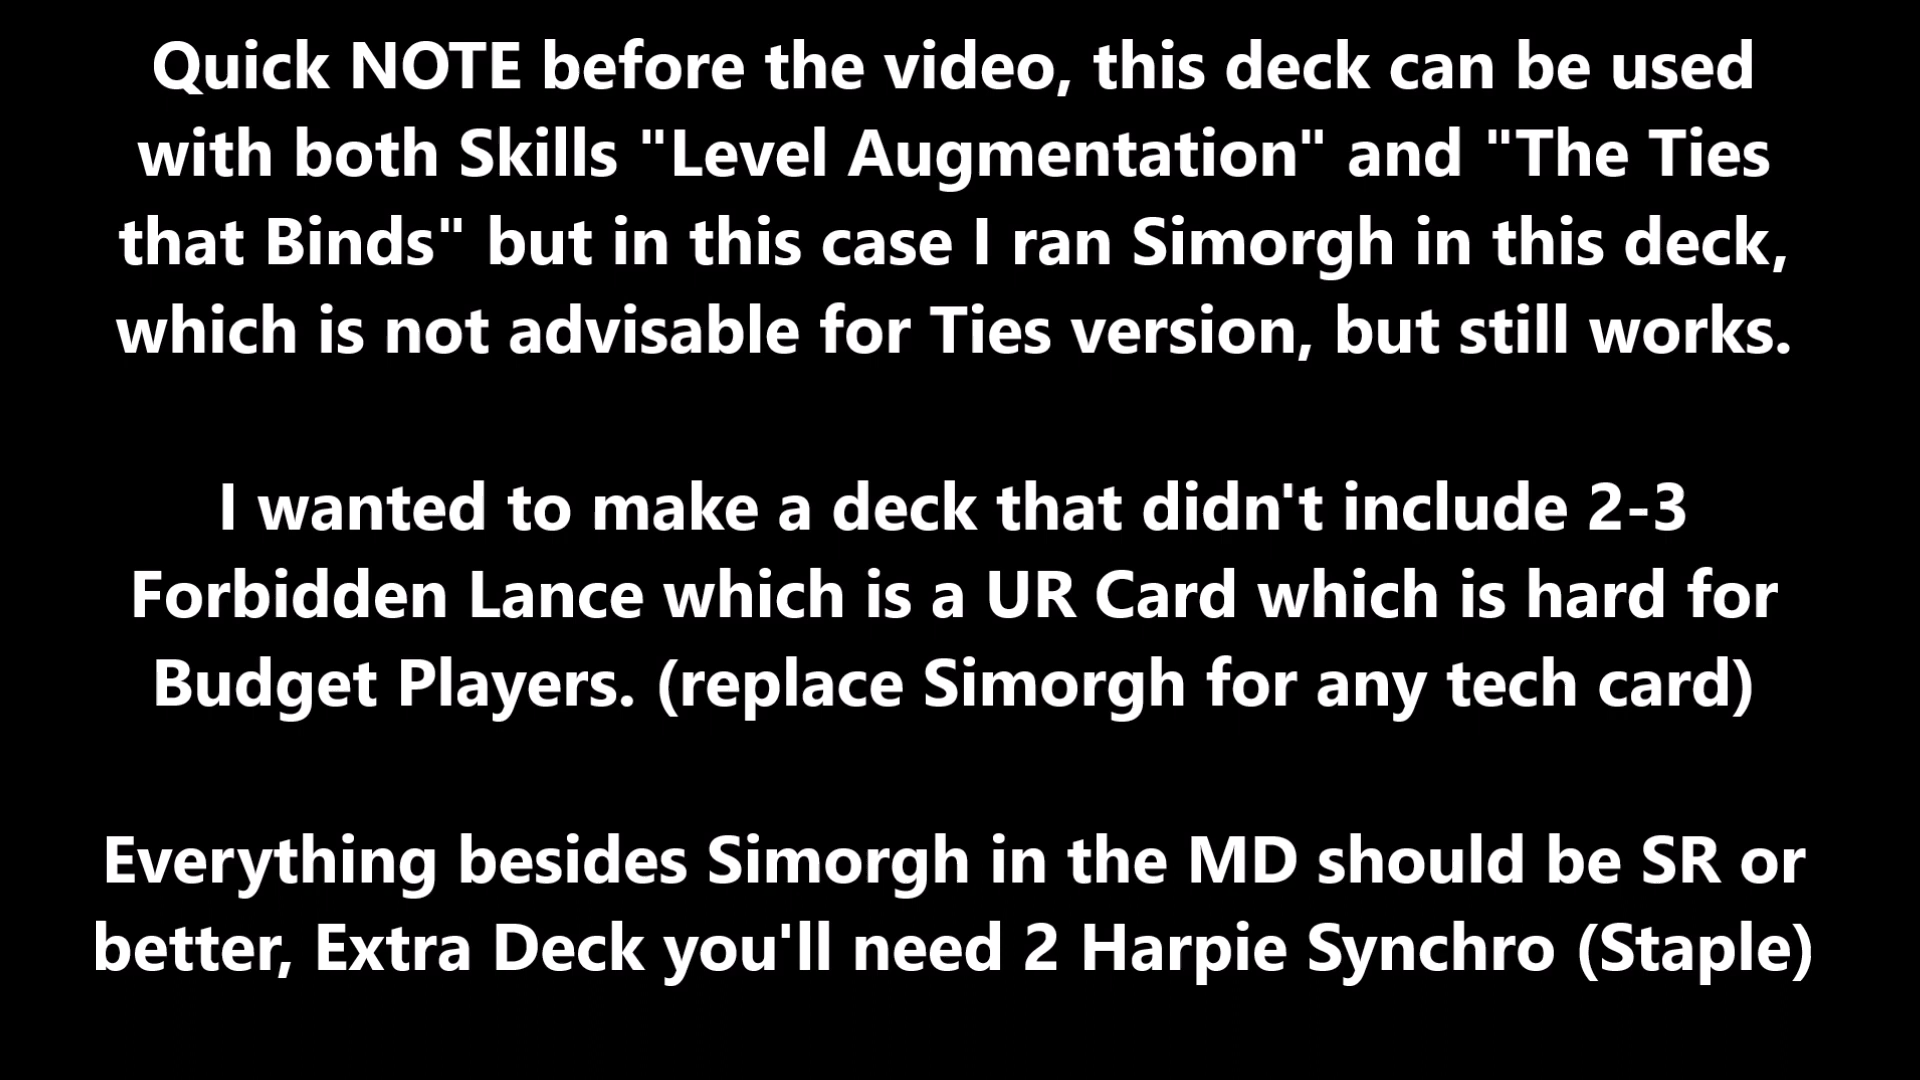 Quick NOTE before the video, this deck can be used
with both Skills "Level Augmentation" and "The Ties
that Binds" but in this case I ran Simorgh in this deck,
which is not advisable for Ties version, but still works.
I wanted to make a deck that didn't include 2-3
Forbidden Lance which is a UR Card which is hard for
Budget Players. (replace Simorgh for any tech card)
Everything besides Simorgh in the MD should be SR or
better, Extra Deck you'll need 2 Harpie Synchro (Staple)